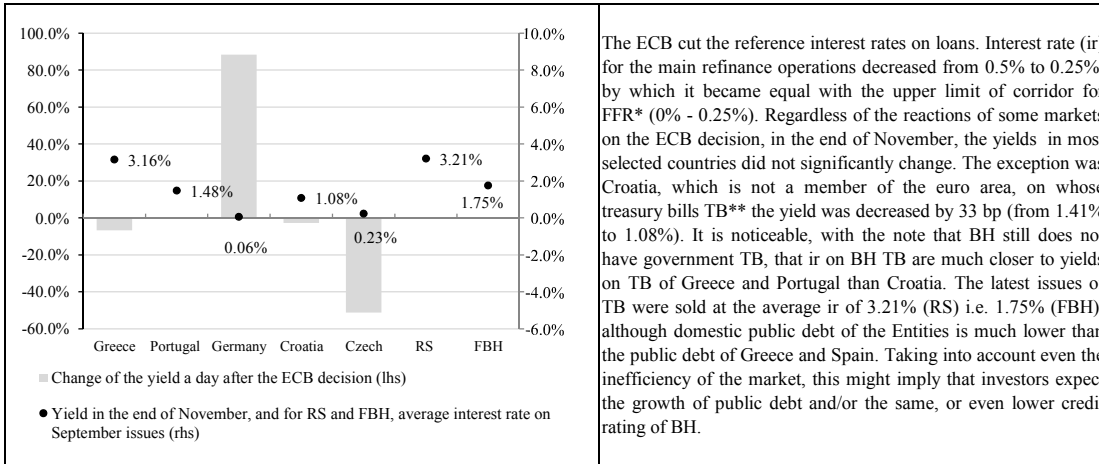 100.0%
80.0%
60.0%
40.0%
20.0%
0.0%
-20.0%
-40.0%
-60.0%
10.0%
8.0%
6.0%
4.0%
2.0%
0.0%
-2.0%
-4.0%
-6.0%
3.16%
1.48%
0.06%
1.08%
0.23%
3.21%
1.75%
Greece Portugal Germany Croatia Czech RS FBH
Change of the yield a day after the ECB decision (lhs)
Yield in the end of November, and for RS and FBH, average interest rate on
September issues (rhs)
The ECB cut the reference interest rates on loans. Interest rate (ir
for the main refinance operations decreased from 0.5% to 0.25%
by which it became equal with the upper limit of corridor fo
FFR* (0% - 0.25%). Regardless of the reactions of some markets
on the ECB decision, in the end of November, the yields in mos
selected countries did not significantly change. The exception was
Croatia, which is not a member of the euro area, on whose
treasury bills TB** the yield was decreased by 33 bp (from 1.41%
to 1.08%). It is noticeable, with the note that BH still does no
have government TB, that ir on BH TB are much closer to yields
on TB of Greece and Portugal than Croatia. The latest issues o
TB were sold at the average ir of 3.21% (RS) i.e. 1.75% (FBH)
although domestic public debt of the Entities is much lower than
the public debt of Greece and Spain. Taking into account even the
inefficiency of the market, this might imply that investors expec
the growth of public debt and/or the same, or even lower credi
rating of BH.